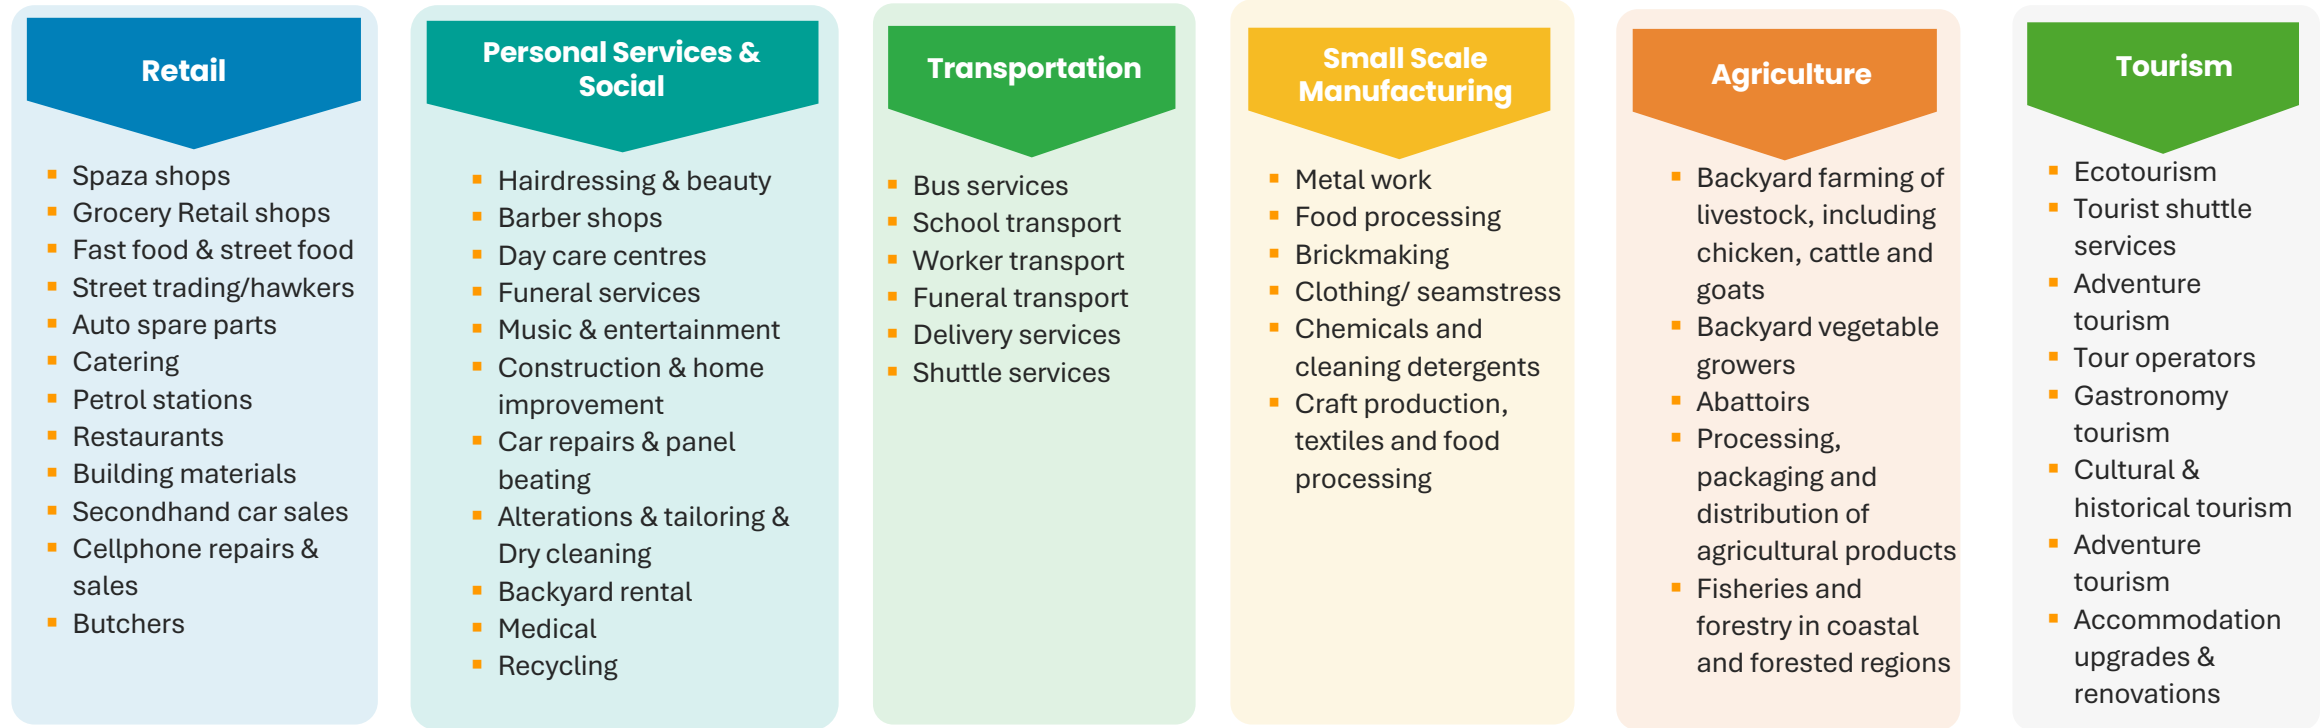 Retail
Spaza shops
Grocery Retail shops
Fast food & street food
Street trading/hawkers
Auto spare parts
Catering
Petrol stations
Restaurants
Building materials
Secondhand car sales
Cellphone repairs &
sales
Butchers
Personal Services &
Social
Hairdressing & beauty
Barber shops
Day care centres
Funeral services
Music & entertainment
Construction & home
improvement
Car repairs & panel
beating
Alterations & tailoring &
Dry cleaning
Backyard rental
Medical
Recycling
Transportation
Bus services
School transport
Worker transport
Funeral transport
Delivery services
Shuttle services
Small Scale
Manufacturing
Metal work
Food processing
Brickmaking
Clothing/ seamstress
Chemicals and
cleaning detergents
Craft production,
textiles and food
processing
Agriculture
Backyard farming of
livestock, including
chicken, cattle and
goats
Backyard vegetable
growers
Abattoirs
Processing,
packaging and
distribution of
agricultural products
Fisheries and
forestry in coastal
and forested regions
Tourism
Ecotourism
Tourist shuttle
services
Adventure
tourism
Tour operators
Gastronomy
tourism
Cultural &
historical tourism
Adventure
tourism
Accommodation
upgrades &
renovations